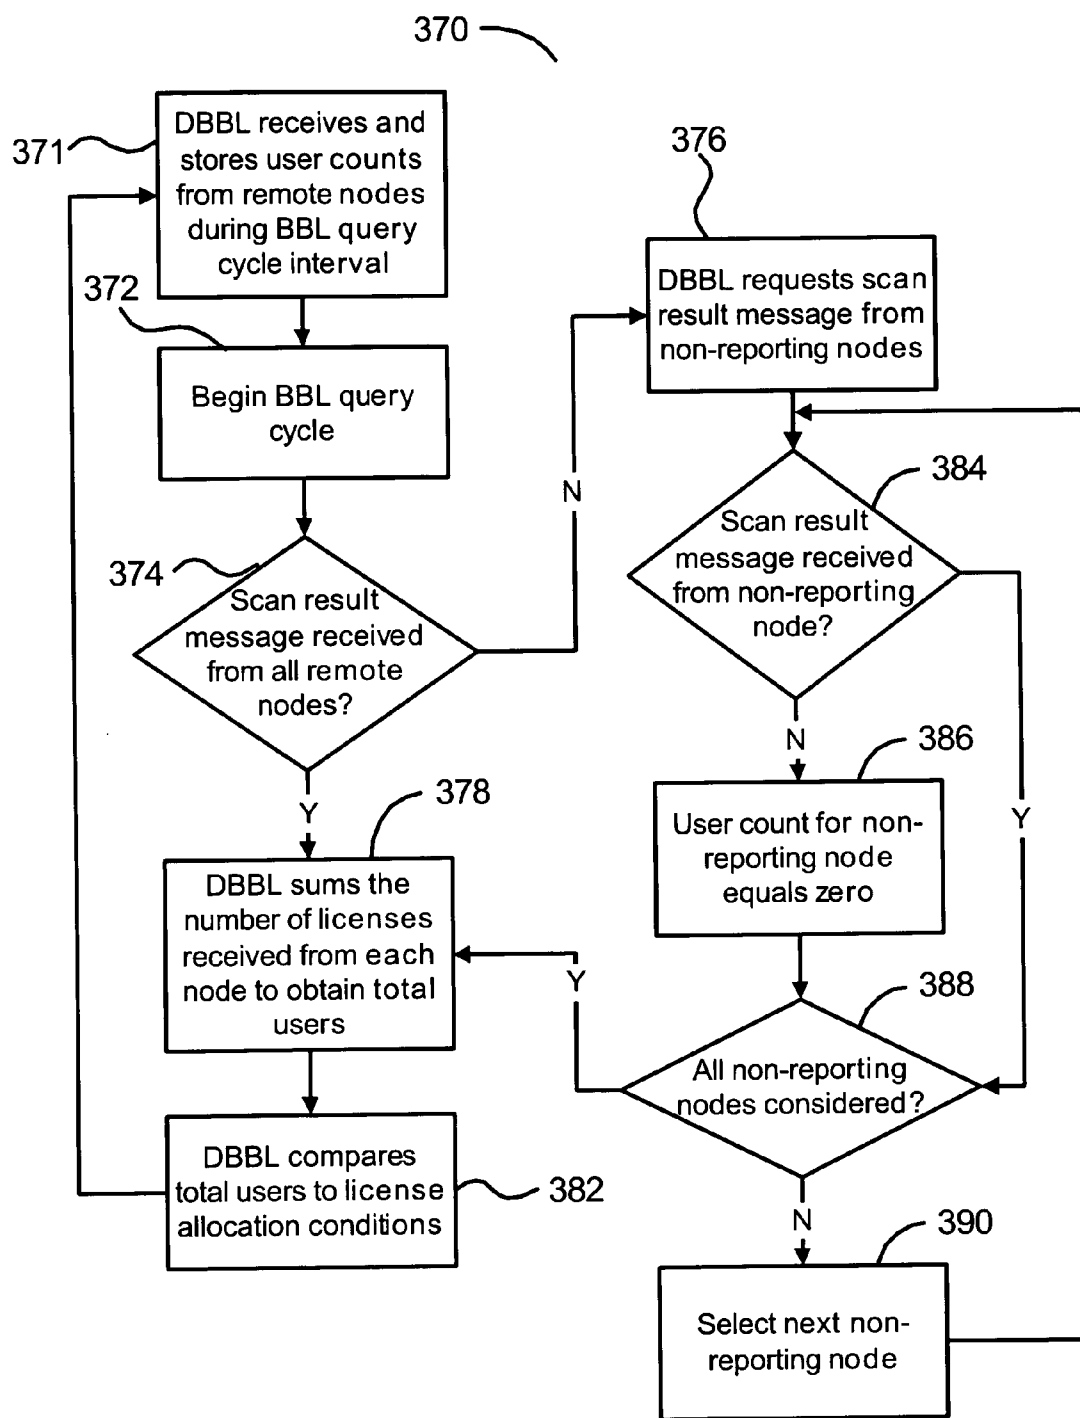 370
371
DBBL receives and
stores user counts
from remote nodes
during BBL query
cycle interval
372
Begin BBL query
cycle
374
Scan result
message received
from all remote
nodes?
N
Y
378
DBBL sums the
number of licenses
received from each
node to obtain total
users
DBBL compares
total users to license
allocation conditions
382
376
DBBL requests scan
result message from
non-reporting nodes
384
Scan result
message received
from non-reporting
node?
N
Y
386
User count for non-
reporting node
equals zero
388
All non-reporting
nodes considered?
Y
N
390
Select next non-
reporting node